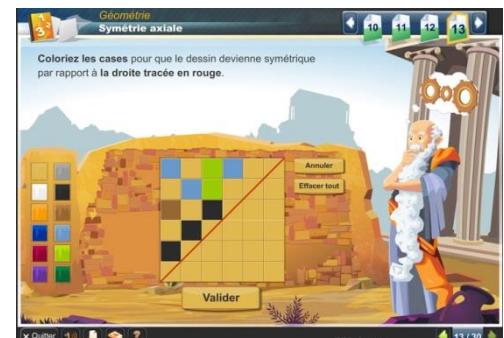 Géométrie
Symétrie axiale
10 11 12 13
Coloriez les cases pour que le dessin devienne symétrique
par rapport à la droite tracée en rouge.
Annuler
Effacer tout
Valider
x Quitter
?
13 / 30